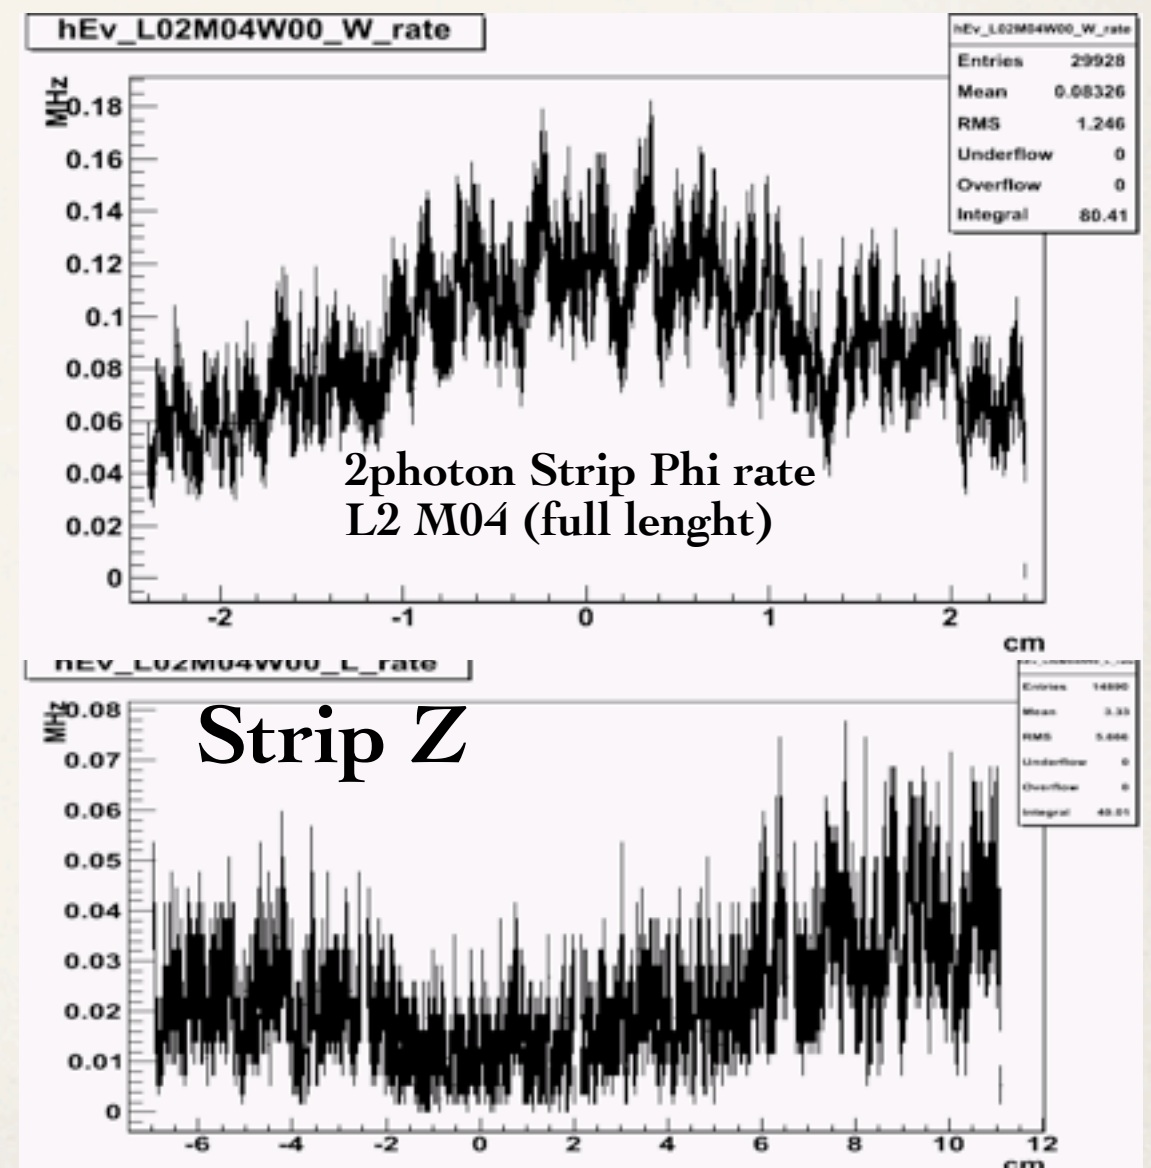 hEv_L02M04W00_W_rate
hEv_L02M04W00_W_rate
Entries 29928
Mean 0.08326
RMS 1.246
Underflow 0
Overflow 0
Integral 80.41
MHz
0.18
0.16
0.14
0.12
0.1
0.08
0.06
0.04
0.02
0
2photon Strip Phi rate
L2 M04 (full lenght)
-2 -1 0 1 2
cm
hEv_L02M04W00_L_rate
Entries
Mean 3.33
RMS
Underflow 0
Overflow 0
Integral
MHz
Strip Z
0.08
0.07
0.06
0.05
0.04
0.03
0.02
0.01
0
-6 -4 -2 0 2 4 6 8 10 12
cm